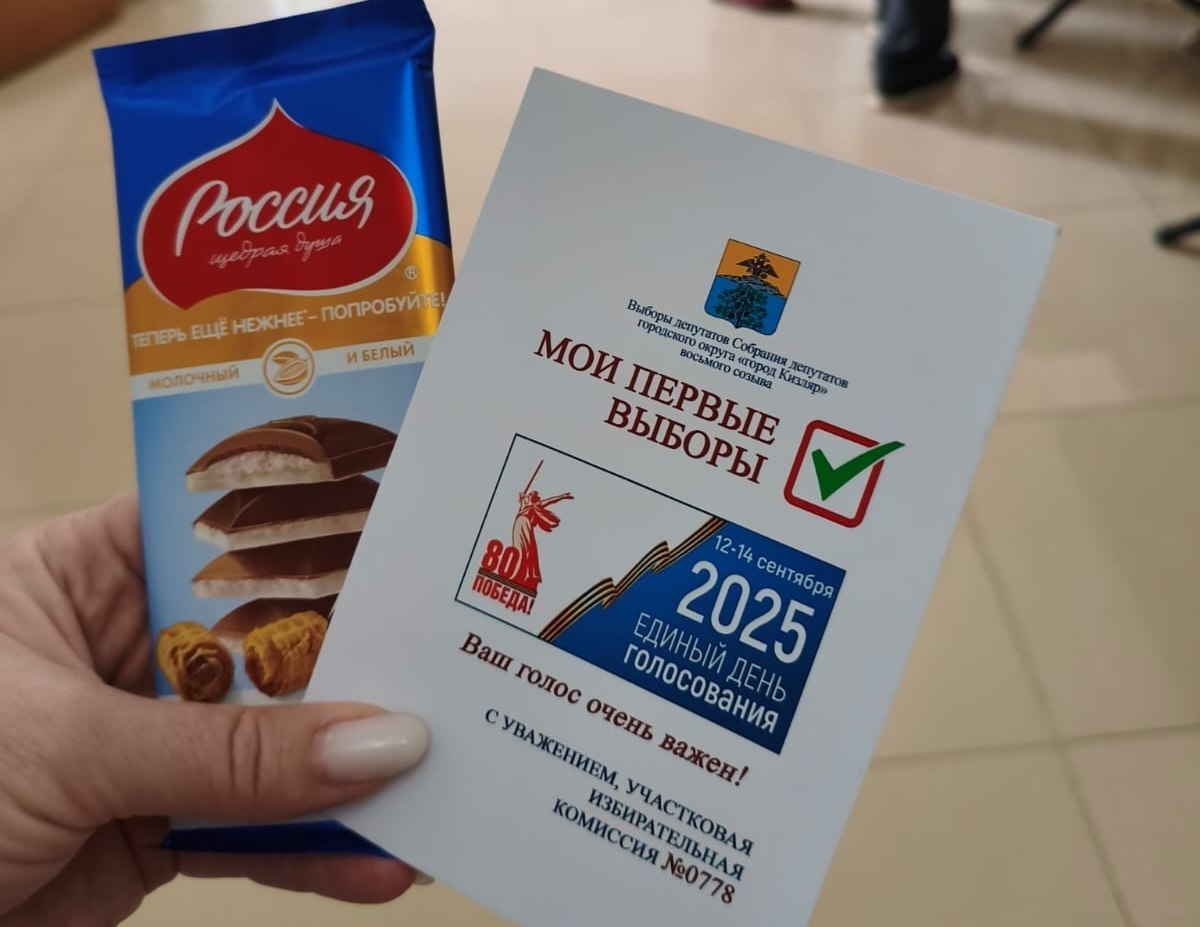 Россия
щедрая душа
®
ТЕПЕРЬ ЕЩЁ НЕЖНЕЕ* – ПОПРОБУЙТЕ!
МОЛОЧНЫЙ И БЕЛЫЙ
Выборы депутатов Собрания депутатов
городского округа «город Кизляр»
восьмого созыва
МОИ ПЕРВЫЕ
ВЫБОРЫ
80
ПОБЕДА!
12-14 сентября
2025
ЕДИНЫЙ ДЕНЬ
ГОЛОСОВАНИЯ
Ваш голос очень важен!
С УВАЖЕНИЕМ, УЧАСТКОВАЯ
ИЗБИРАТЕЛЬНАЯ
КОМИССИЯ №0778